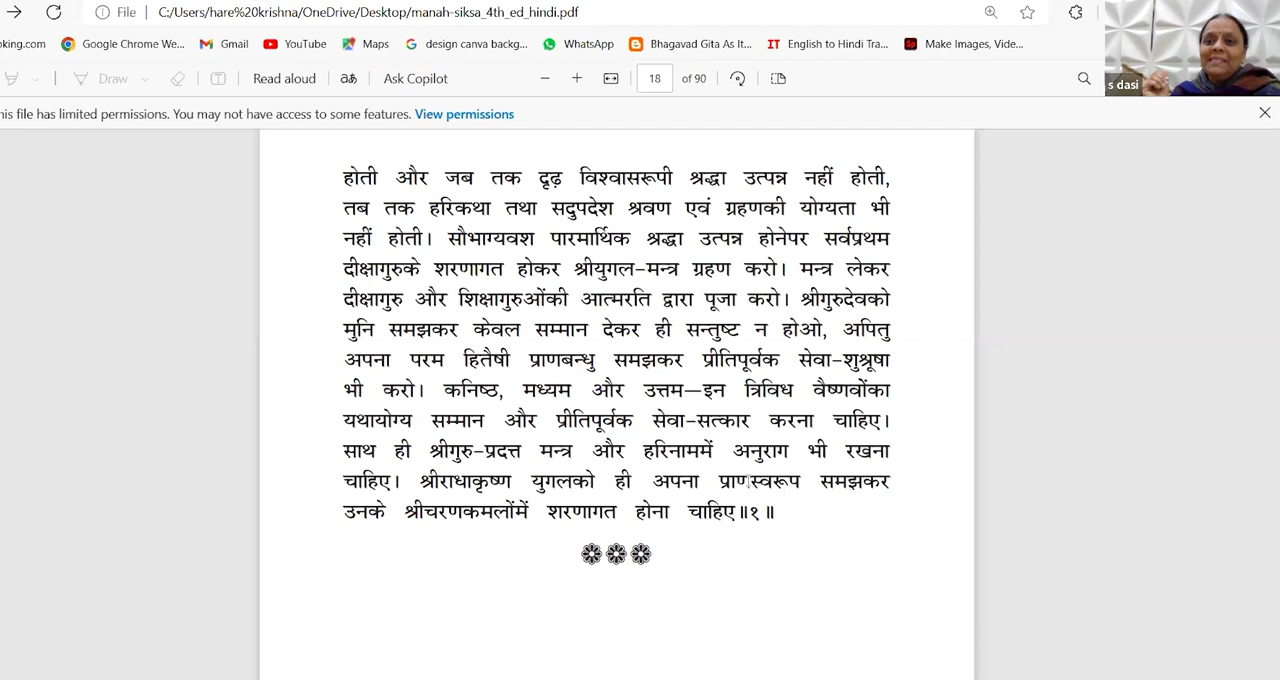 File
C:/Users/hare%20krishna/OneDrive/Desktop/manah-siksa_4th_ed_hindi.pdf
king.com
Google Chrome We...
Gmail
YouTube
Maps
design canva backg...
WhatsApp
Bhagavad Gita As It...
English to Hindi Tra...
Make Images, Vide...
Draw
Read aloud
aあ
Ask Copilot
18 of 90
s dasi
his file has limited permissions. You may not have access to some features. View permissions
होती और जब तक दृढ़ विश्वासरूपी श्रद्धा उत्पन्न नहीं होती,
तब तक हरिकथा तथा सदुपदेश श्रवण एवं ग्रहणकी योग्यता भी
नहीं होती। सौभाग्यवश पारमार्थिक श्रद्धा उत्पन्न होनेपर सर्वप्रथम
दीक्षागुरुके शरणागत होकर श्रीयुगल-मन्त्र ग्रहण करो। मन्त्र लेकर
दीक्षागुरु और शिक्षागुरुओंकी आत्मरति द्वारा पूजा करो। श्रीगुरुदेवको
मुनि समझकर केवल सम्मान देकर ही सन्तुष्ट न होओ, अपितु
अपना परम हितैषी प्राणबन्धु समझकर प्रीतिपूर्वक सेवा-शुश्रूषा
भी करो। कनिष्ठ, मध्यम और उत्तम—इन त्रिविध वैष्णवोंका
यथायोग्य सम्मान और प्रीतिपूर्वक सेवा-सत्कार करना चाहिए।
साथ ही श्रीगुरु-प्रदत्त मन्त्र और हरिनाममें अनुराग भी रखना
चाहिए। श्रीराधाकृष्ण युगलको ही अपना प्राणस्वरूप समझकर
उनके श्रीचरणकमलोंमें शरणागत होना चाहिए॥१॥